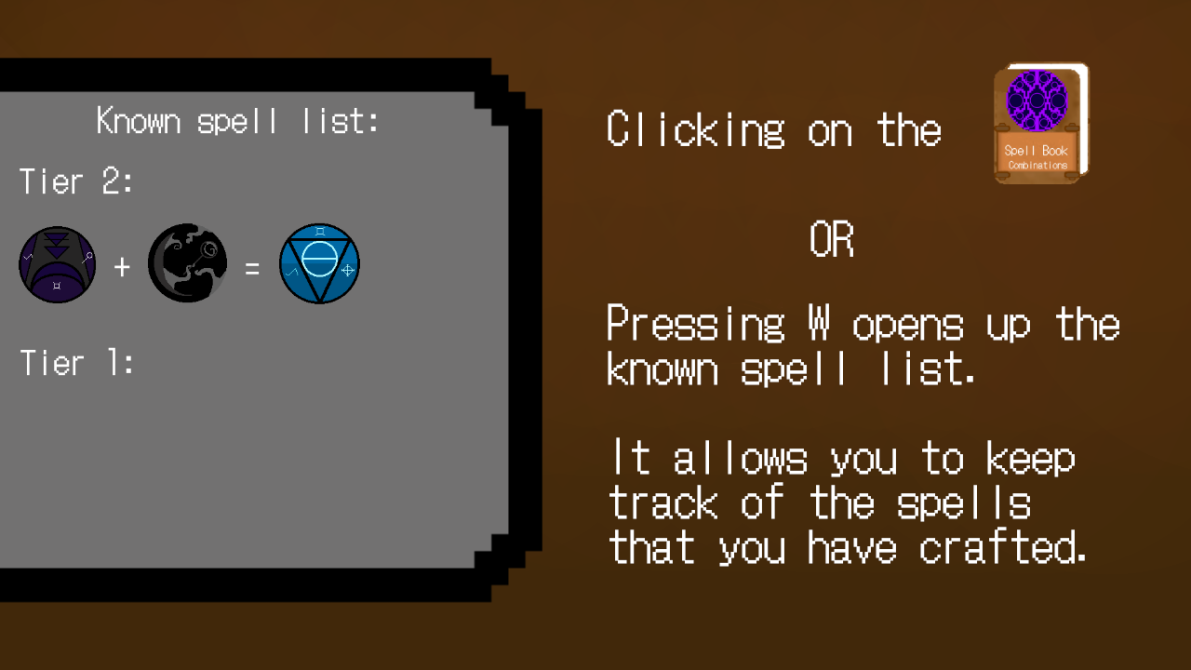 Known spell list:
Tier 2:
+ =
Tier 1:
Clicking on the
Spell Book
Combinations
OR
Pressing W opens up the
known spell list.
It allows you to keep
track of the spells
that you have crafted.